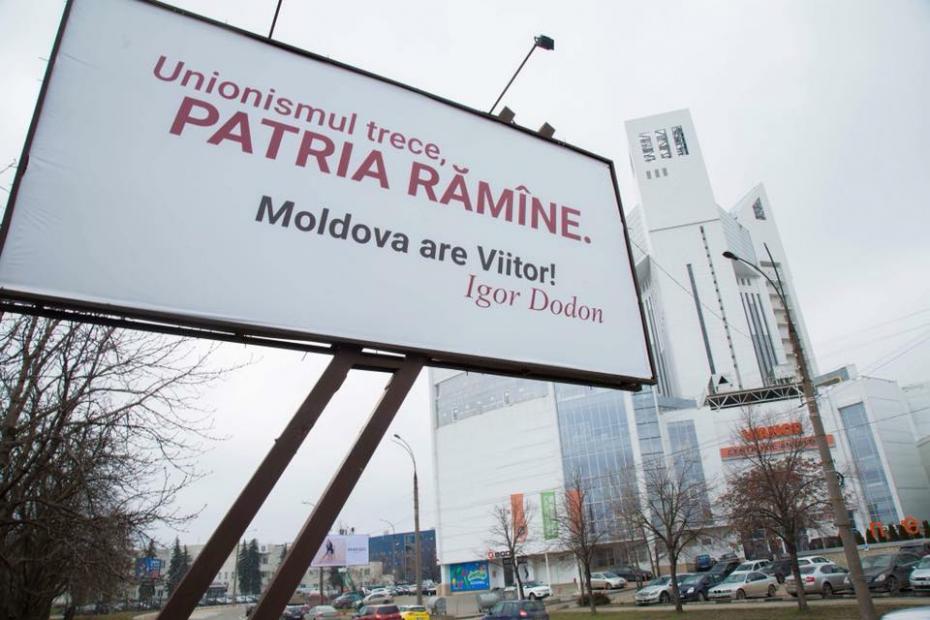 Unionismul trece,
PATRIA RĂMÎNE.
Moldova are Viitor!
Igor Dodon